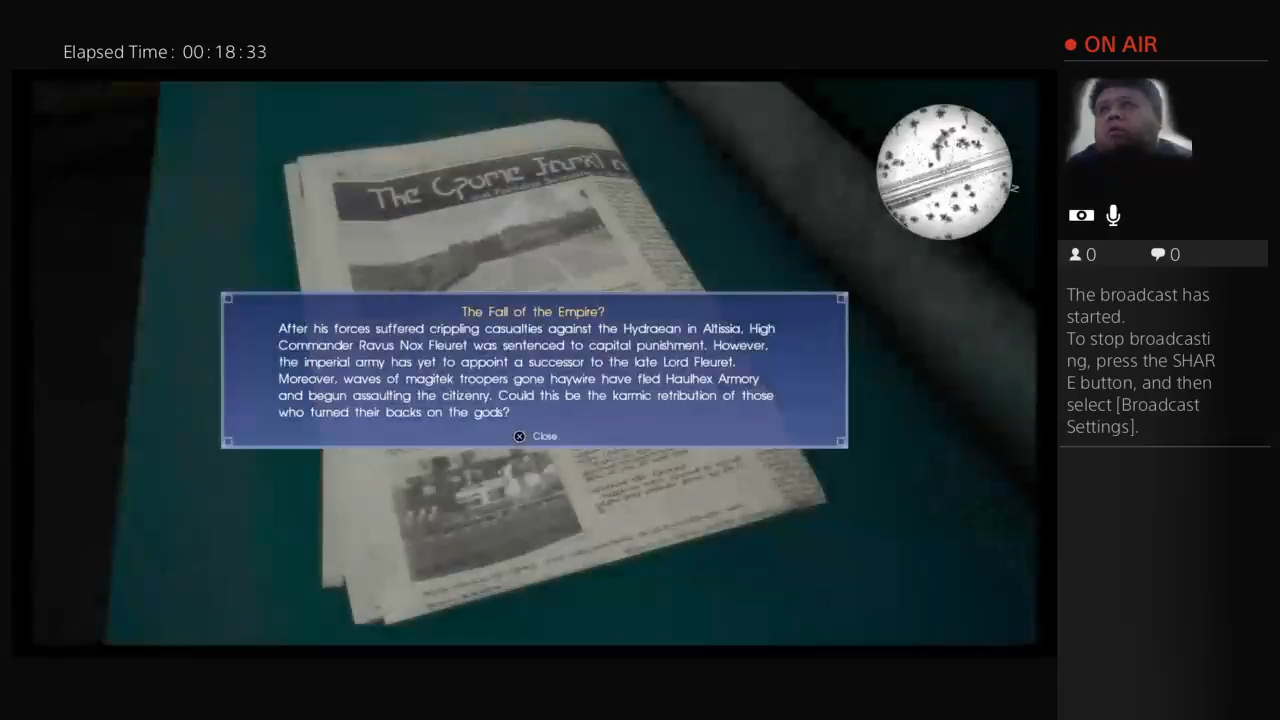 Elapsed Time: 00:18:33
ON AIR
The
N
0
0
The Fall of the Empire?
After his forces suffered crippling casualties against the Hydraean in Altissia, High
Commander Ravus Nox Fleuret was sentenced to capital punishment. However,
the imperial army has yet to appoint a successor to the late Lord Fleuret.
Moreover, waves of magitek troopers gone haywire have fled Haulhex Armory
and begun assaulting the citizenry. Could this be the karmic retribution of those
who turned their backs on the gods?
Close
The broadcast has
started.
To stop broadcasti
ng, press the SHAR
E button, and then
select [Broadcast
Settings].